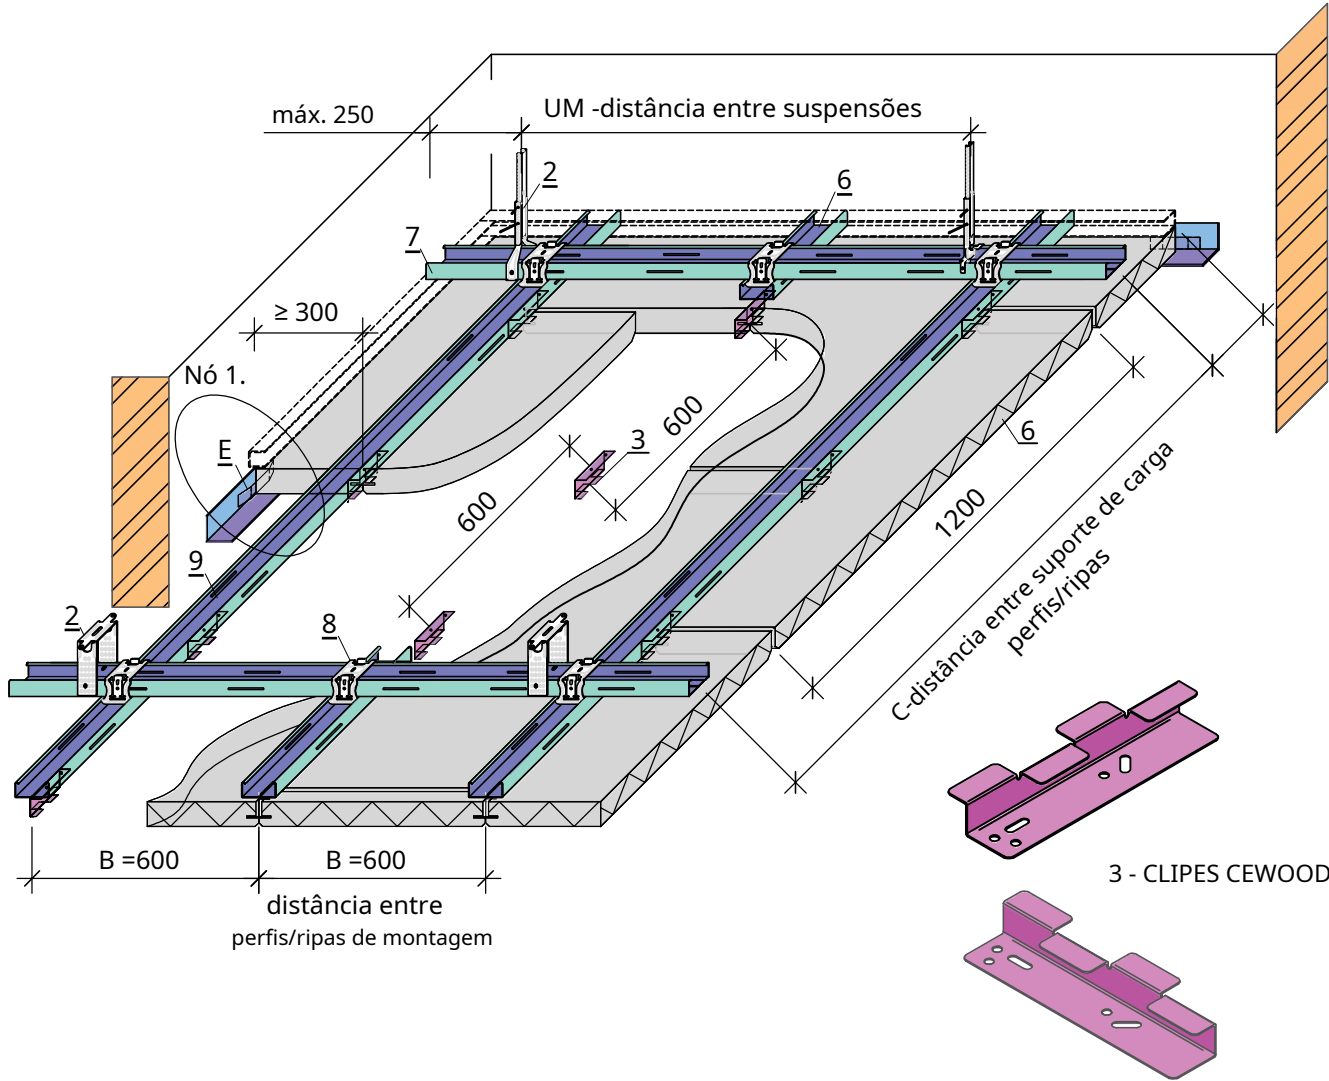 máx. 250
UM -distância entre suspensões
2
6
7
≥ 300
Nó 1.
E
3
600
600
6
1200
C-distância entre suporte de carga
perfis/ripas
9
2
8
B =600
B =600
distância entre
perfis/ripas de montagem
3 - CLIPES CEWOOD